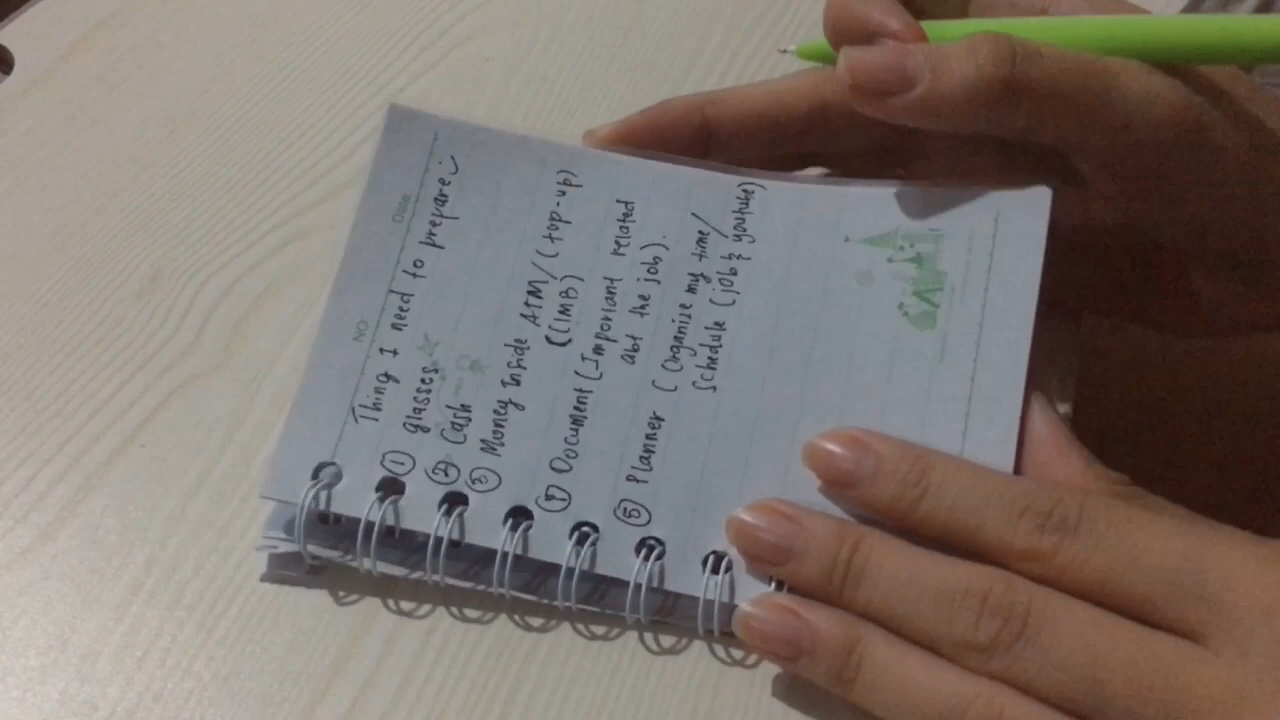 NO
Date
Thing I need to prepare :-
① glasses
② Cash
③ Money Inside ATM/ (top-up)
(CIMB)
④ Document (Important related
abt the job).
⑤ Planner ( Organize my time/
schedule (job & youtube)